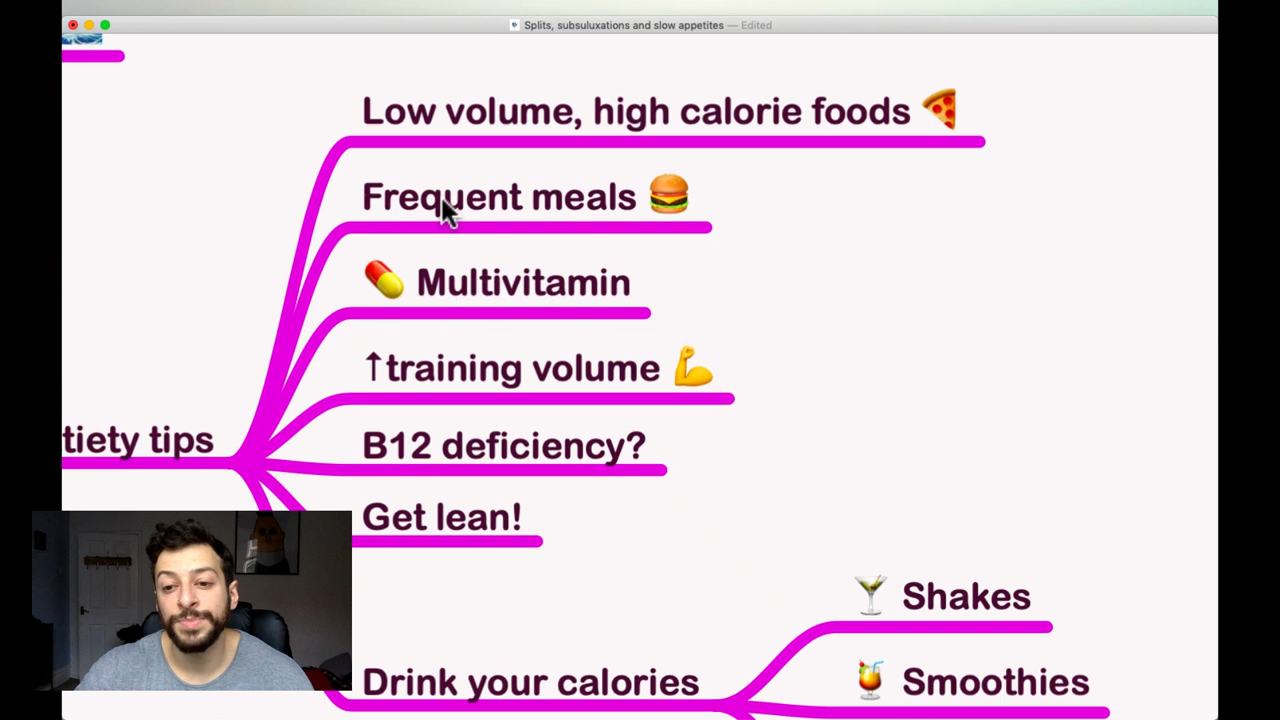 Splits, subsuluxations and slow appetites — Edited
Low volume, high calorie foods
Frequent meals
Multivitamin
↑training volume
tiety tips
B12 deficiency?
Get lean!
Shakes
Drink your calories
Smoothies